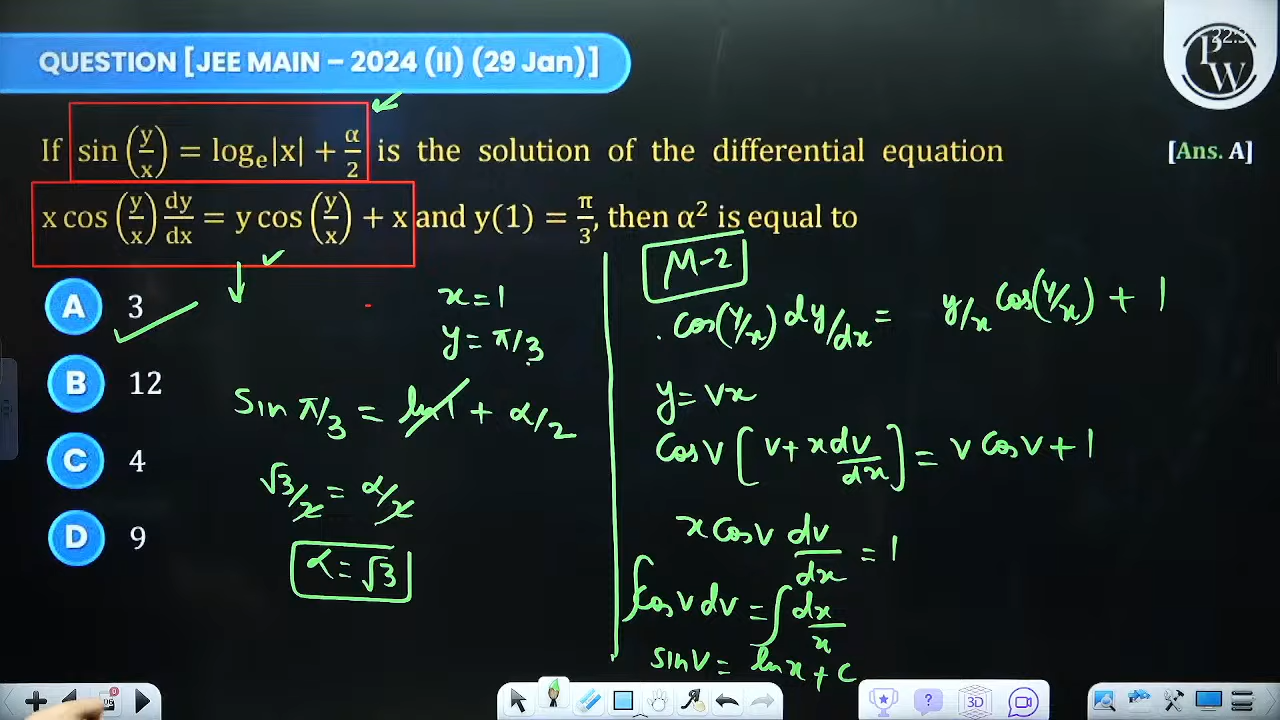 QUESTION [JEE MAIN – 2024 (II) (29 Jan)]
PW
If sin (y/x) = logₑ|x| + α/2 is the solution of the differential equation
[Ans. A]
x cos (y/x) dy/dx = y cos (y/x) + x and y(1) = π/3, then α² is equal to
A 3
B 12
C 4
D 9
x = 1
y = π/3
Sin π/3 = ln 1 + α/2
√3/2 = α/2
α = √3
M-2
cos(y/x) dy/dx = y/x cos(y/x) + 1
y = vx
cos v [v + x dv/dx] = v cos v + 1
x cos v dv/dx = 1
∫cos v dv = ∫ dx/x
sin v = ln x + c
3D